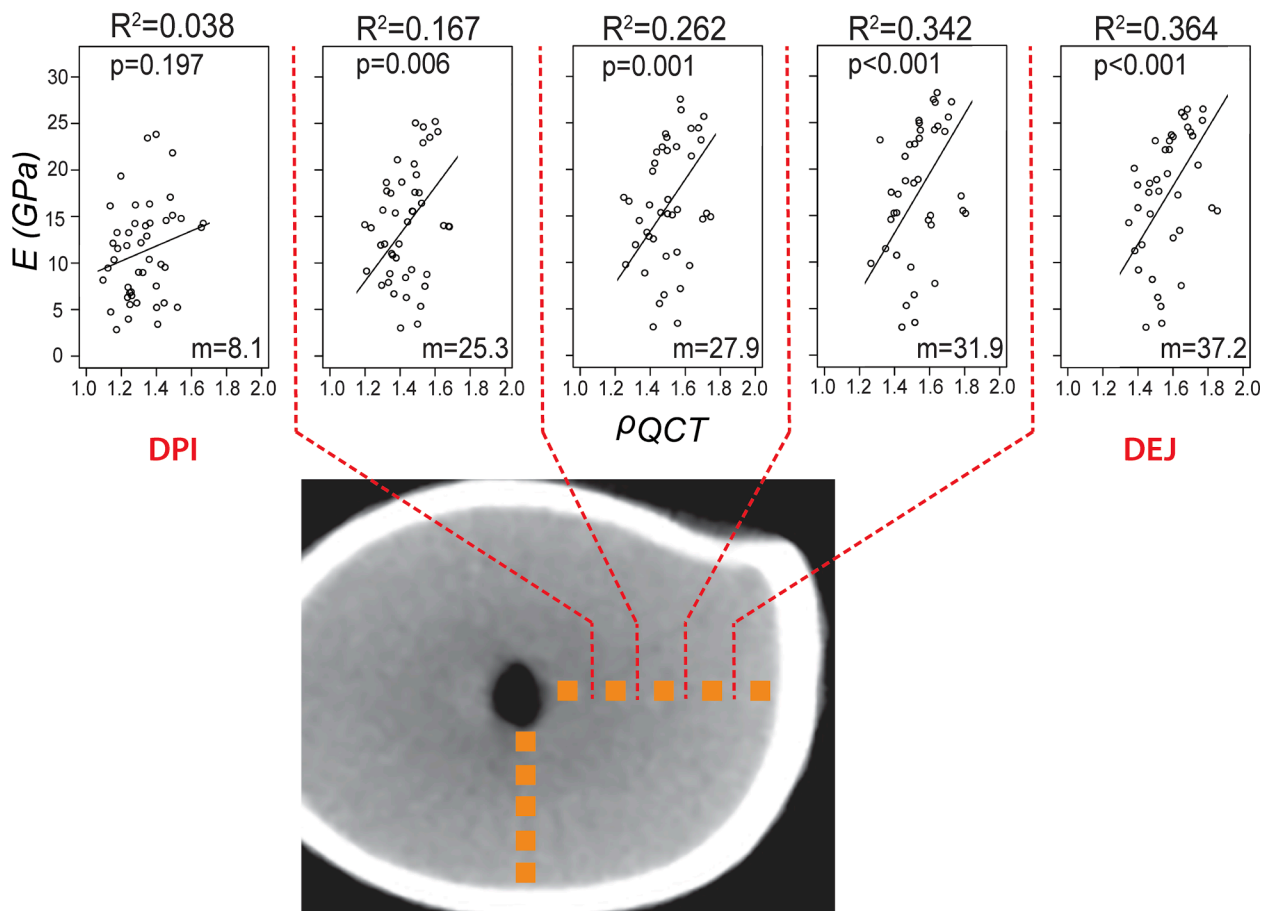 R²=0.038 R²=0.167 R²=0.262 R²=0.342 R²=0.364
p=0.197 p=0.006 p=0.001 p<0.001 p<0.001
E (GPa)
30
25
20
15
10
5
0
m=8.1 m=25.3 m=27.9 m=31.9 m=37.2
1.0 1.2 1.4 1.6 1.8 2.0 1.0 1.2 1.4 1.6 1.8 2.0 1.0 1.2 1.4 1.6 1.8 2.0 1.0 1.2 1.4 1.6 1.8 2.0 1.0 1.2 1.4 1.6 1.8 2.0
DPI ρQCT DEJ